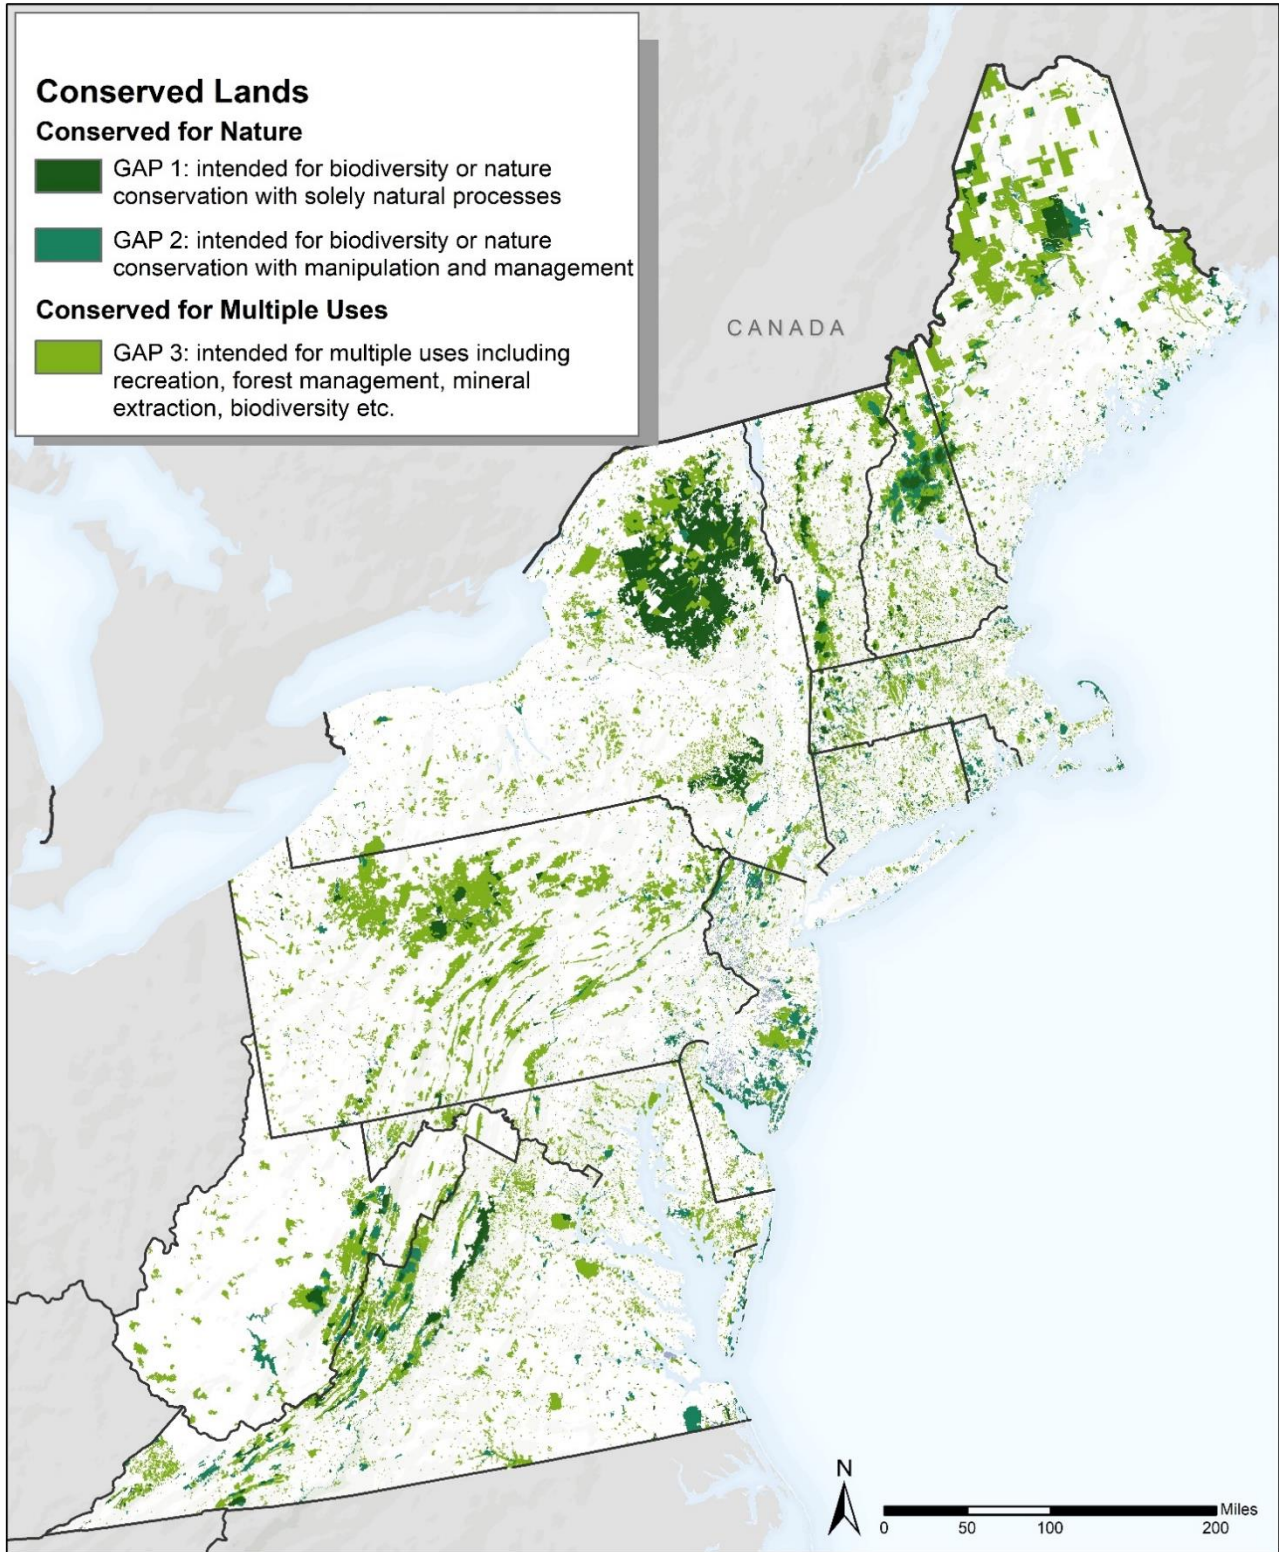 Conserved Lands
Conserved for Nature
GAP 1: intended for biodiversity or nature
conservation with solely natural processes
GAP 2: intended for biodiversity or nature
conservation with manipulation and management
Conserved for Multiple Uses
GAP 3: intended for multiple uses including
recreation, forest management, mineral
extraction, biodiversity etc.
CANADA
N
Miles
0 50 100 200